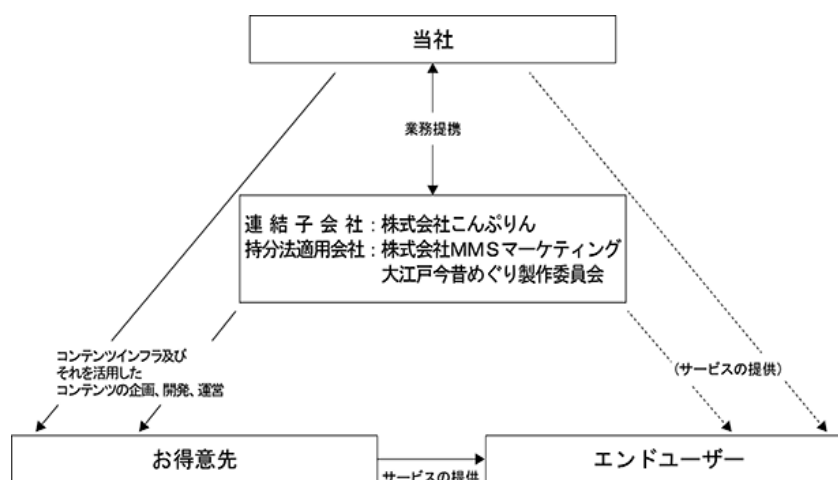 当社
業務提携
連結子会社：株式会社こんぷりん
持分法適用会社：株式会社MMSマーケティング
大江戸今昔めぐり製作委員会
コンテンツインフラ及び
それを活用した
コンテンツの企画、開発、運営
(サービスの提供)
お得意先
サービスの提供
エンドユーザー